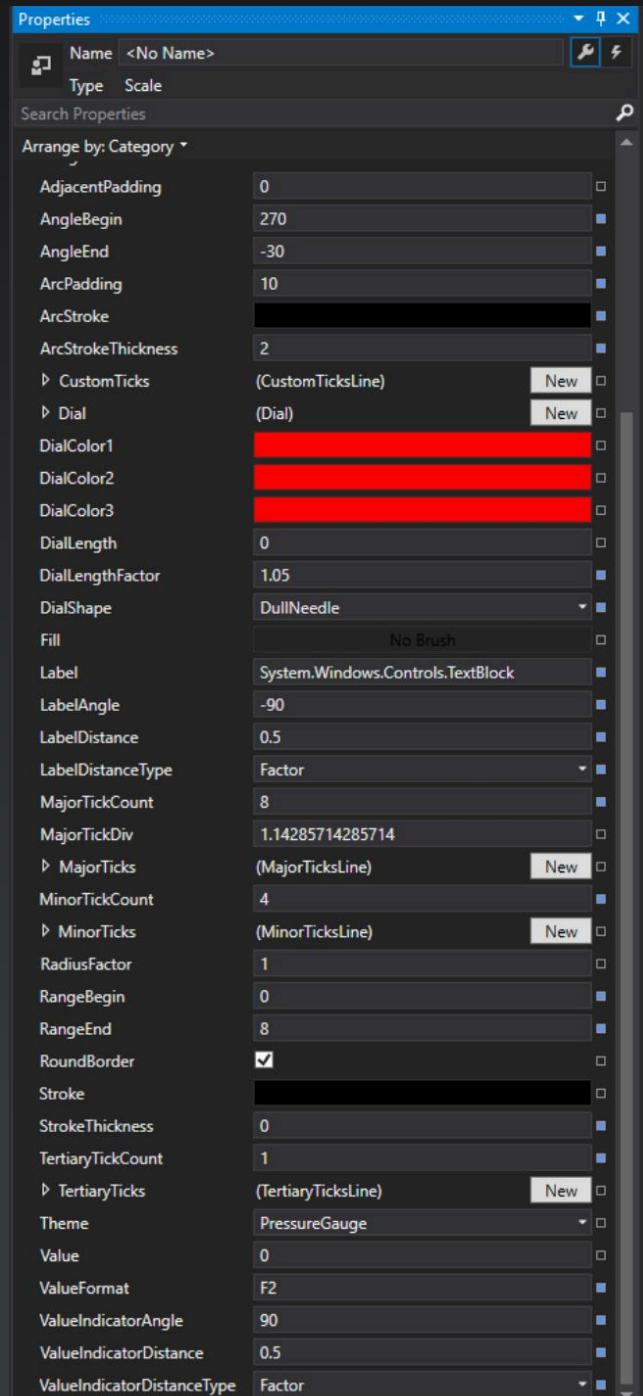 Properties
Name <No Name>
Type Scale
Search Properties
Arrange by: Category
AdjacentPadding 0
AngleBegin 270
AngleEnd -30
ArcPadding 10
ArcStroke
ArcStrokeThickness 2
CustomTicks (CustomTicksLine) New
Dial (Dial) New
DialColor1
DialColor2
DialColor3
DialLength 0
DialLengthFactor 1.05
DialShape DullNeedle
Fill No Brush
Label System.Windows.Controls.TextBlock
LabelAngle -90
LabelDistance 0.5
LabelDistanceType Factor
MajorTickCount 8
MajorTickDiv 1.14285714285714
MajorTicks (MajorTicksLine) New
MinorTickCount 4
MinorTicks (MinorTicksLine) New
RadiusFactor 1
RangeBegin 0
RangeEnd 8
RoundBorder
Stroke
StrokeThickness 0
TertiaryTickCount 1
TertiaryTicks (TertiaryTicksLine) New
Theme PressureGauge
Value 0
ValueFormat F2
ValueIndicatorAngle 90
ValueIndicatorDistance 0.5
ValueIndicatorDistanceType Factor